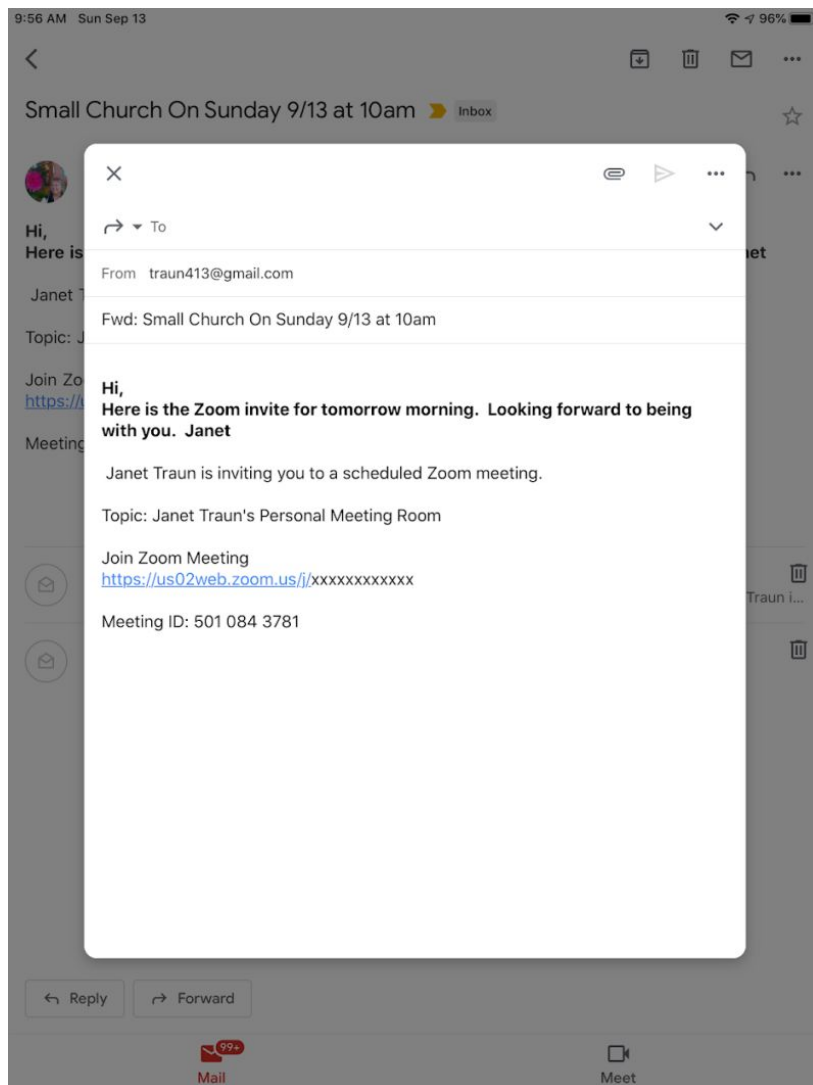 9:56 AM Sun Sep 13
96%
Small Church On Sunday 9/13 at 10am
Inbox
To
From traun413@gmail.com
Fwd: Small Church On Sunday 9/13 at 10am
Hi,
Here is the Zoom invite for tomorrow morning. Looking forward to being
with you. Janet
Janet Traun is inviting you to a scheduled Zoom meeting.
Topic: Janet Traun's Personal Meeting Room
Join Zoom Meeting
https://us02web.zoom.us/j/xxxxxxxxxxxx
Meeting ID: 501 084 3781
Hi,
Here is
Janet
Topic:
Join
Meeting
Traun i...
Reply
Forward
99+
Mail
Meet